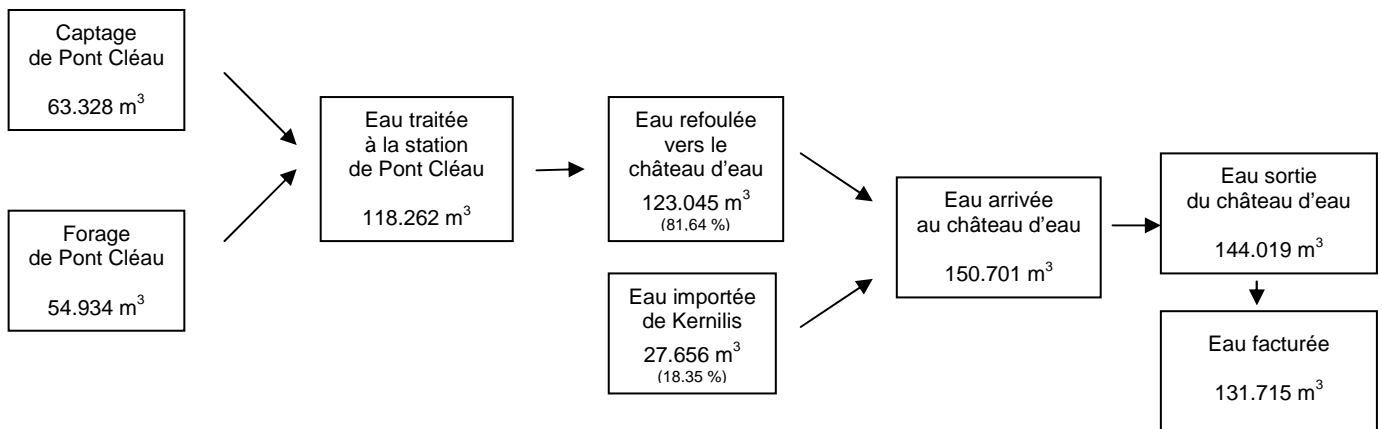 Captage
de Pont Cléau
63.328 m³
Forage
de Pont Cléau
54.934 m³
Eau traitée
à la station
de Pont Cléau
118.262 m³
Eau refoulée
vers le
château d’eau
123.045 m³
(81,64 %)
Eau importée
de Kernilis
27.656 m³
(18.35 %)
Eau arrivée
au château d’eau
150.701 m³
Eau sortie
du château d’eau
144.019 m³
Eau facturée
131.715 m³